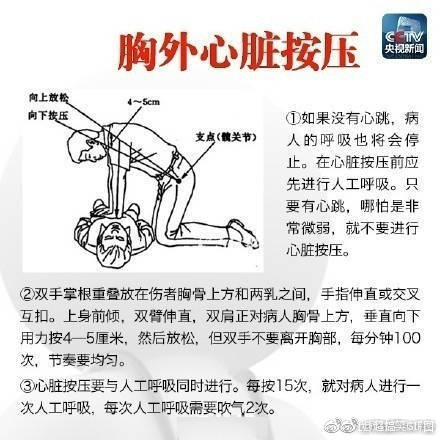 胸外心脏按压
CCTV
央视新闻
向上放松
向下按压
4～5cm
支点（髋关节）
①如果没有心跳，病
人的呼吸也将会停
止。在心脏按压前应
先进行人工呼吸。只
要有心跳，哪怕是非
常微弱，就不要进行
心脏按压。
②双手掌根重叠放在伤者胸骨上方和两乳之间，手指伸直或交叉
互扣。上身前倾，双臂伸直，双肩正对病人胸骨上方，垂直向下
用力按4—5厘米，然后放松，但双手不要离开胸部，每分钟100
次，节奏要均匀。
③心脏按压要与人工呼吸同时进行。每按15次，就对病人进行一
次人工呼吸，每次人工呼吸需要吹气2次。